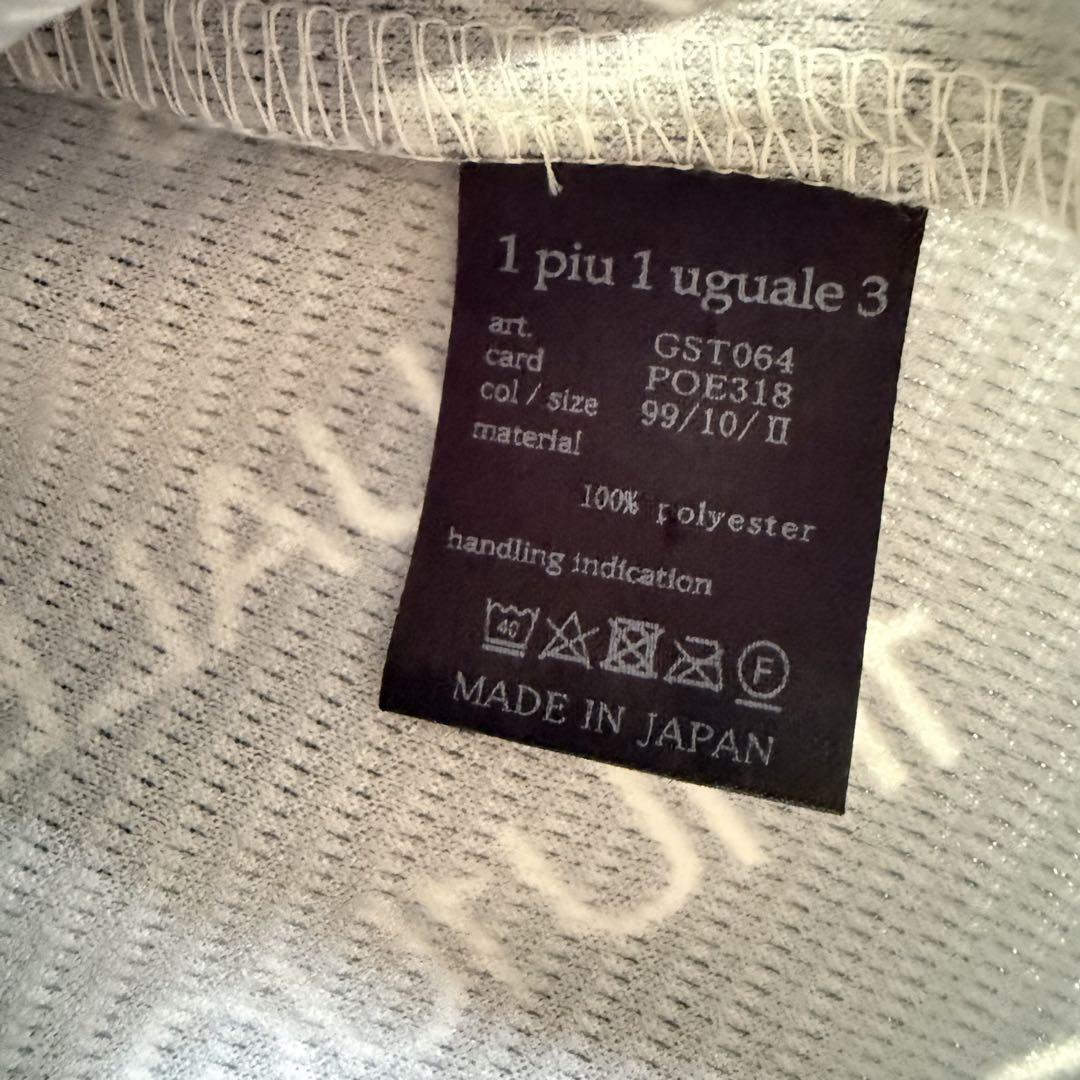 1 piu 1 uguale 3
art. GST064
card POE318
col / size 99/10/Ⅱ
material
100% polyester
handling indication
40 F
MADE IN JAPAN